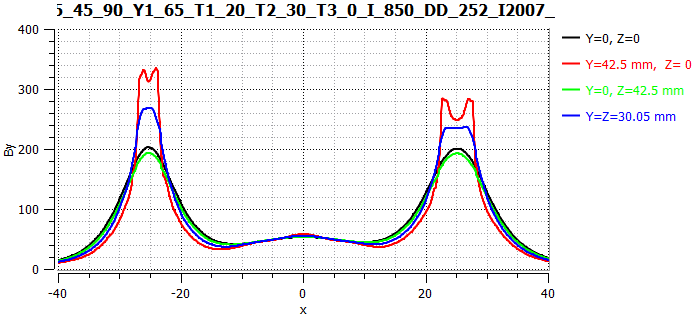 5_45_90_Y1_65_T1_20_T2_30_T3_0_I_850_DD_252_I2007_
400
300
200
100
0
By
-40
-20
0
20
40
x
Y=0, Z=0
Y=42.5 mm, Z= 0
Y=0, Z=42.5 mm
Y=Z=30.05 mm